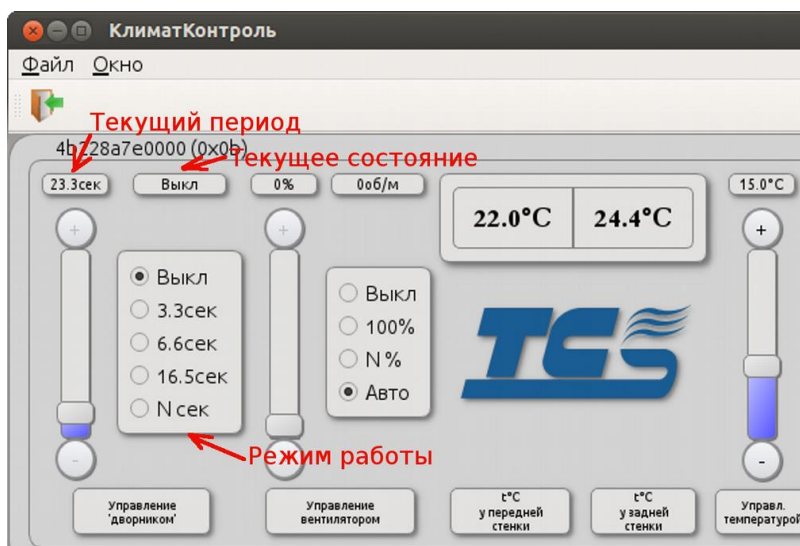 КлиматКонтроль
Файл Окно
Текущий период
4b228a7e0000 (0x0b)
Текущее состояние
23.3сек Выкл 0% 0об/м 15.0°C
22.0°C 24.4°C
+ + +
Выкл
3.3сек
6.6сек
16.5сек
N сек
Выкл
100%
N %
Авто
TCS
Режим работы
- - -
Управление
'дворником'
Управление
вентилятором
t°C
у передней
стенки
t°C
у задней
стенки
Управл.
температурой